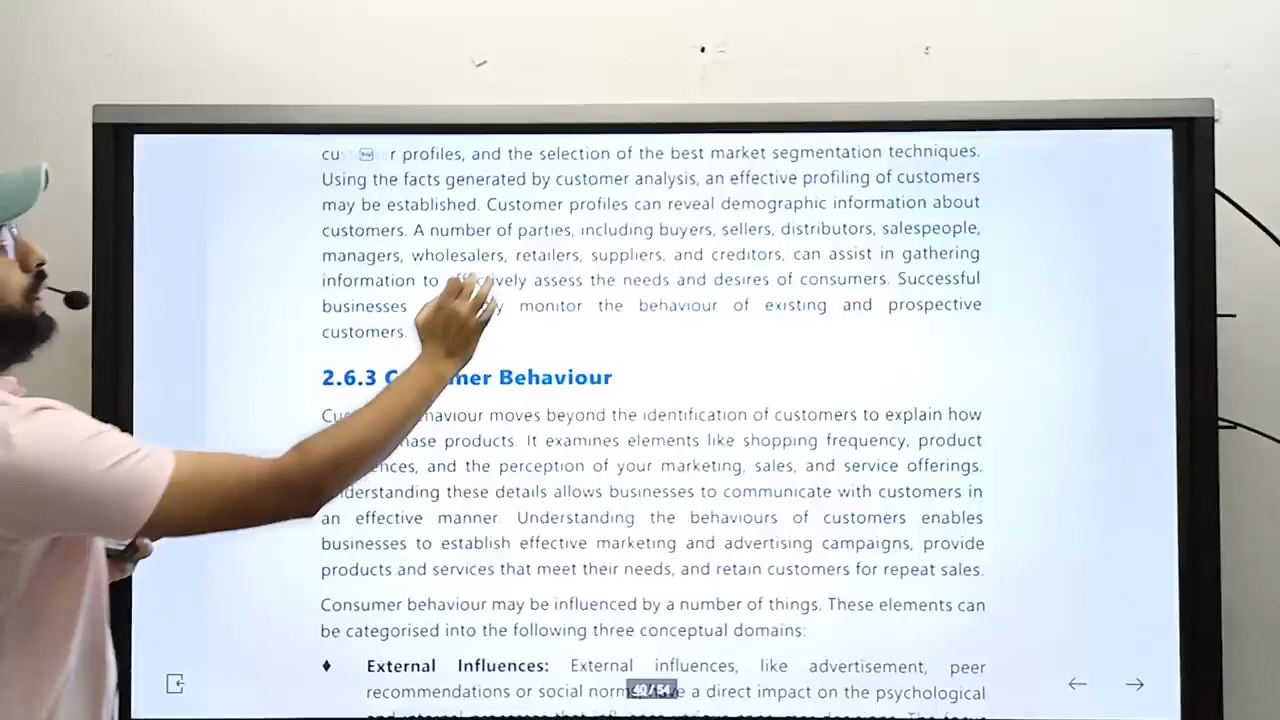 r profiles, and the selection of the best market segmentation techniques.
Using the facts generated by customer analysis, an effective profiling of customers
may be established. Customer profiles can reveal demographic information about
customers. A number of parties, including buyers, sellers, distributors, salespeople,
managers, wholesalers, retailers, suppliers, and creditors, can assist in gathering
information to effectively assess the needs and desires of consumers. Successful
businesses monitor the behaviour of existing and prospective
customers.
2.6.3 Behaviour
moves beyond the identification of customers to explain how
products. It examines elements like shopping frequency, product
and the perception of your marketing, sales, and service offerings.
Understanding these details allows businesses to communicate with customers in
an effective manner. Understanding the behaviours of customers enables
businesses to establish effective marketing and advertising campaigns, provide
products and services that meet their needs, and retain customers for repeat sales.
Consumer behaviour may be influenced by a number of things. These elements can
be categorised into the following three conceptual domains:
♦ External Influences: External influences, like advertisement, peer
recommendations or social norms, a direct impact on the psychological
40 / 54